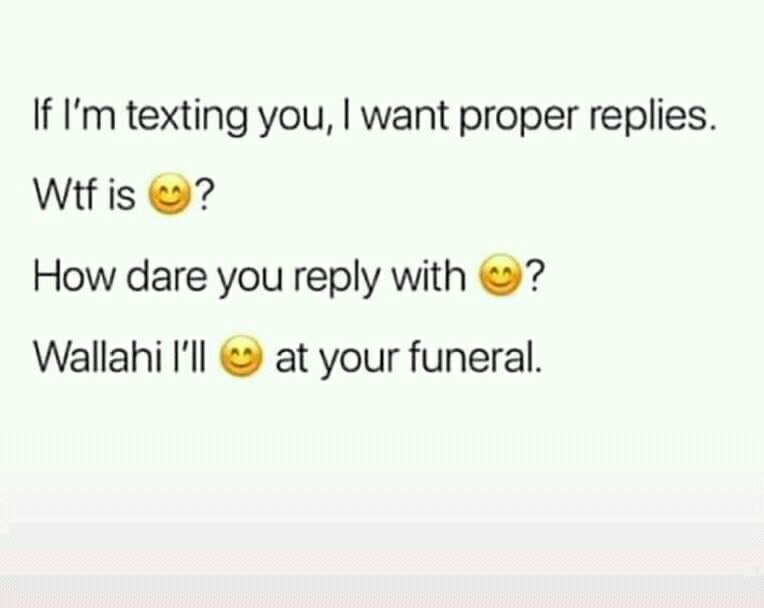 If I'm texting you, I want proper replies.
Wtf is 😊?
How dare you reply with 😊?
Wallahi I'll 😊 at your funeral.